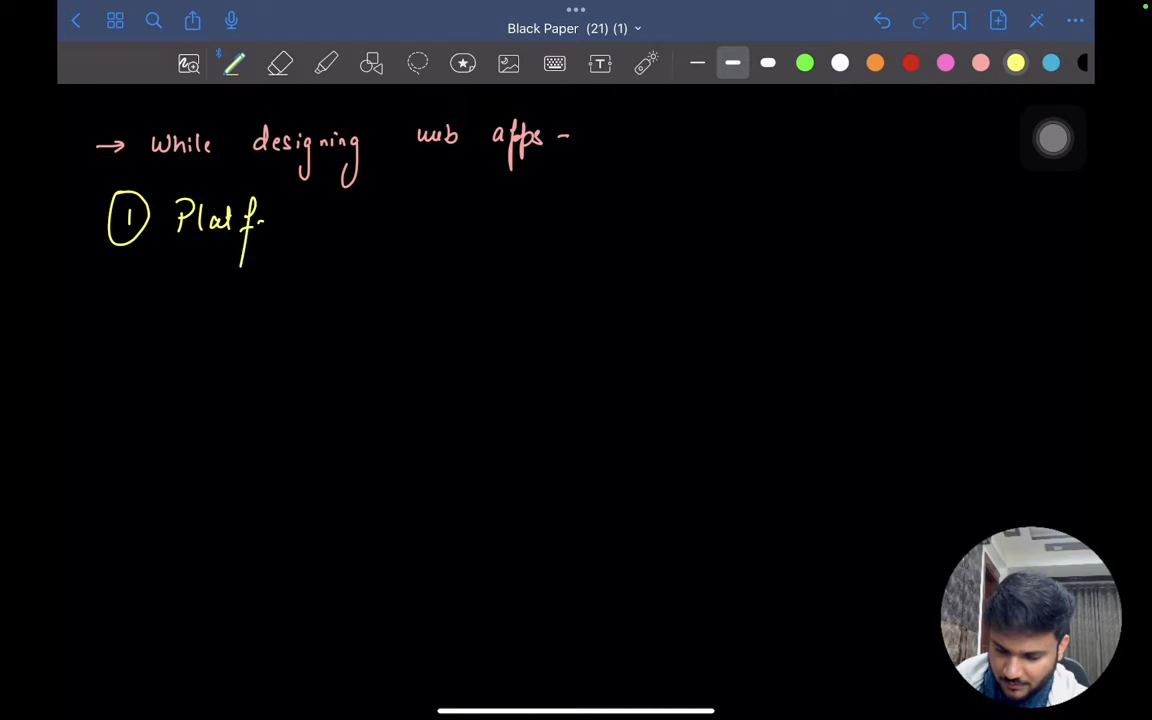 Black Paper (21) (1)
→ While designing web apps -
① Platf